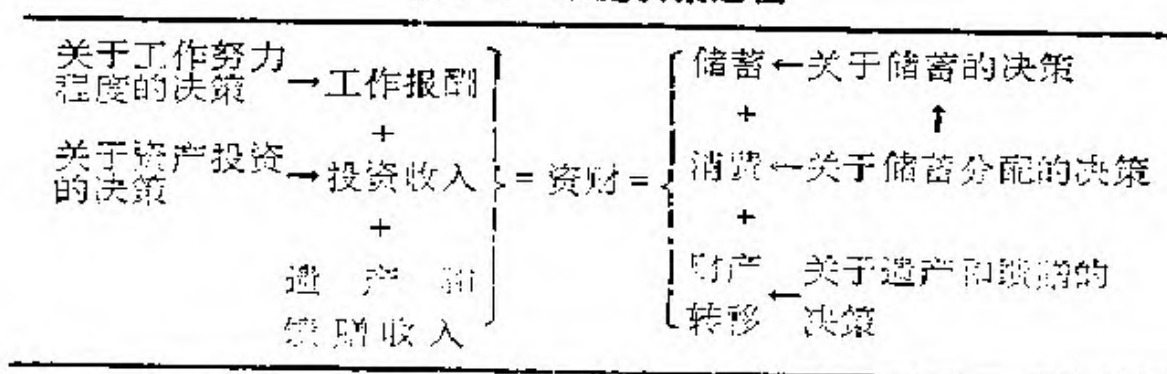 关于工作努力
程度的决策 → 工作报酬
+
关于资产投资
的决策 → 投资收入
+
遗产和
馈赠收入
= 资财 =
储蓄 ← 关于储蓄的决策
+ ↑
消费 ← 关于储蓄分配的决策
+
财产
转移 ← 关于遗产和馈赠的
决策